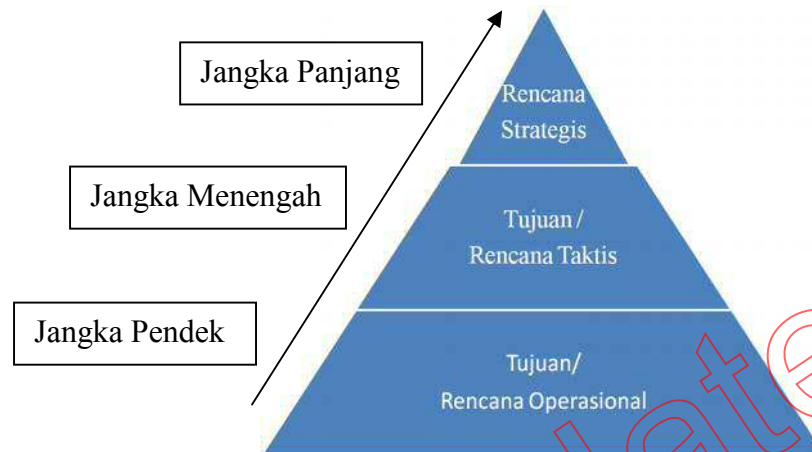 Jangka Panjang
Rencana
Strategis
Jangka Menengah
Tujuan /
Rencana Taktis
Jangka Pendek
Tujuan/
Rencana Operasional